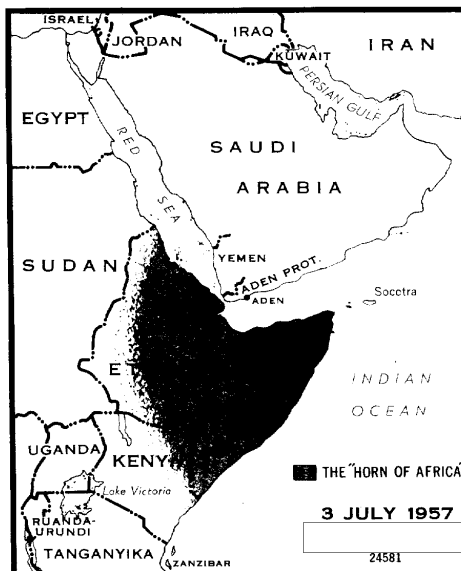 ISRAEL
JORDAN
IRAQ
KUWAIT
IRAN
PERSIAN GULF
EGYPT
RED SEA
SAUDI
ARABIA
SUDAN
YEMEN
ADEN PROT.
ADEN
Socotra
ET
INDIAN
OCEAN
UGANDA
KENY
Lake Victoria
THE "HORN OF AFRICA"
RUANDA-
URUNDI
3 JULY 1957
TANGANYIKA
ZANZIBAR
24581